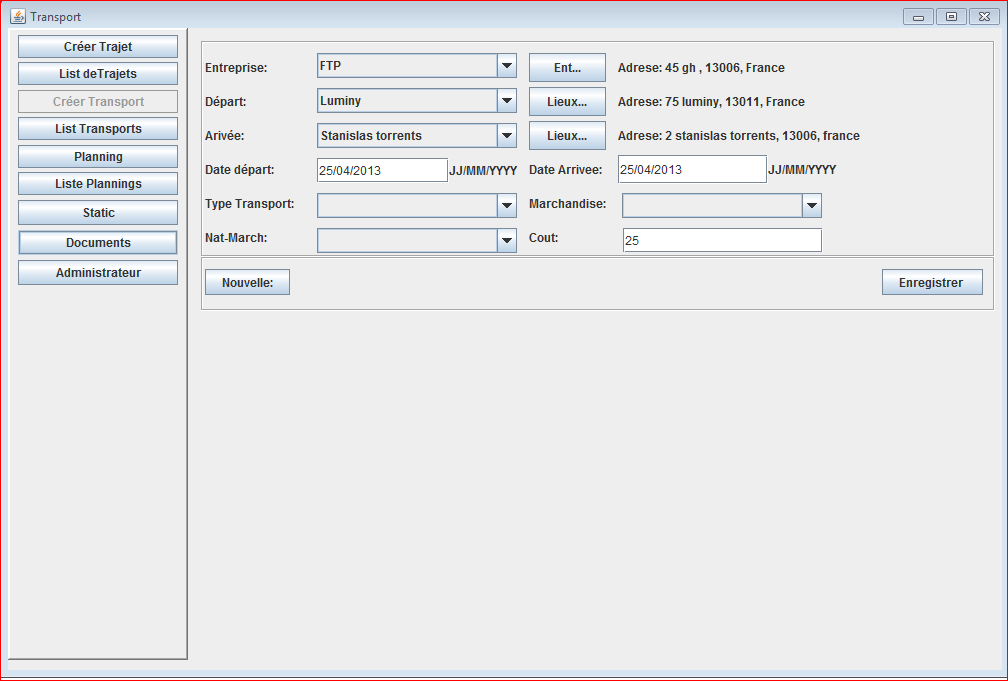 Transport
Créer Trajet
List deTrajets
Créer Transport
List Transports
Planning
Liste Plannings
Static
Documents
Administrateur
Entreprise: FTP Ent... Adrese: 45 gh , 13006, France
Départ: Luminy Lieux... Adrese: 75 luminy, 13011, France
Arivée: Stanislas torrents Lieux... Adrese: 2 stanislas torrents, 13006, france
Date départ: 25/04/2013 JJ/MM/YYYY Date Arrivee: 25/04/2013 JJ/MM/YYYY
Type Transport: Marchandise:
Nat-March: Cout: 25
Nouvelle: Enregistrer